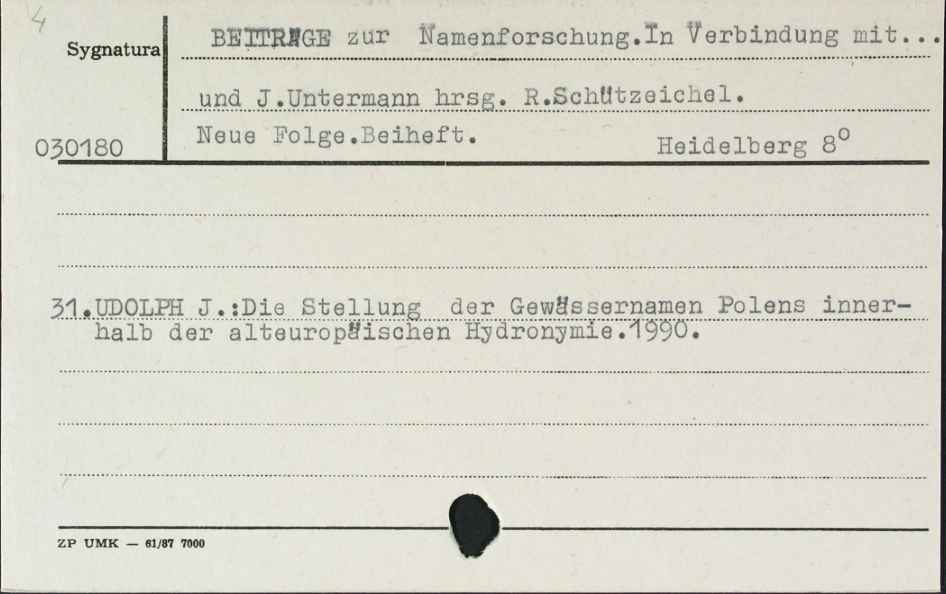 4
Sygnatura
BEITRÄGE zur Namenforschung.In Verbindung mit...
und J.Untermann hrsg. R.Schützeichel.
030180
Neue Folge.Beiheft.
Heidelberg 8°
31.UDOLPH J.:Die Stellung der Gewässernamen Polens inner-
halb der alteuropäischen Hydronymie.1990.
ZP UMK — 61/87 7000